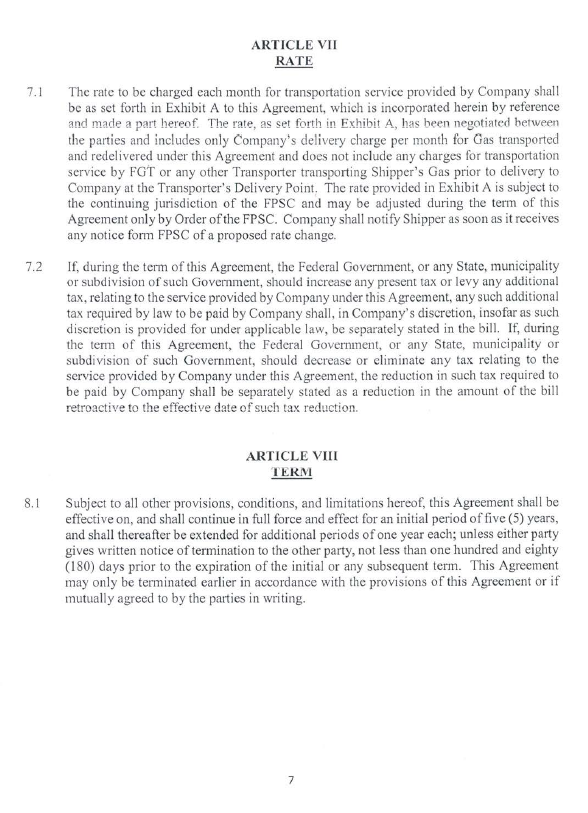 ARTICLE VII
RATE
7.1 The rate to be charged each month for transportation service provided by Company shall
be as set forth in Exhibit A to this Agreement, which is incorporated herein by reference
and made a part hereof. The rate, as set forth in Exhibit A, has been negotiated between
the parties and includes only Company's delivery charge per month for Gas transported
and redelivered under this Agreement and does not include any charges for transportation
service by FGT or any other Transporter transporting Shipper's Gas prior to delivery to
Company at the Transporter's Delivery Point. The rate provided in Exhibit A is subject to
the continuing jurisdiction of the FPSC and may be adjusted during the term of this
Agreement only by Order of the FPSC. Company shall notify Shipper as soon as it receives
any notice form FPSC of a proposed rate change.
7.2 If, during the term of this Agreement, the Federal Government, or any State, municipality
or subdivision of such Government, should increase any present tax or levy any additional
tax, relating to the service provided by Company under this Agreement, any such additional
tax required by law to be paid by Company shall, in Company's discretion, insofar as such
discretion is provided for under applicable law, be separately stated in the bill. If, during
the term of this Agreement, the Federal Government, or any State, municipality or
subdivision of such Government, should decrease or eliminate any tax relating to the
service provided by Company under this Agreement, the reduction in such tax required to
be paid by Company shall be separately stated as a reduction in the amount of the bill
retroactive to the effective date of such tax reduction.
ARTICLE VIII
TERM
8.1 Subject to all other provisions, conditions, and limitations hereof, this Agreement shall be
effective on, and shall continue in full force and effect for an initial period of five (5) years,
and shall thereafter be extended for additional periods of one year each; unless either party
gives written notice of termination to the other party, not less than one hundred and eighty
(180) days prior to the expiration of the initial or any subsequent term. This Agreement
may only be terminated earlier in accordance with the provisions of this Agreement or if
mutually agreed to by the parties in writing.
7